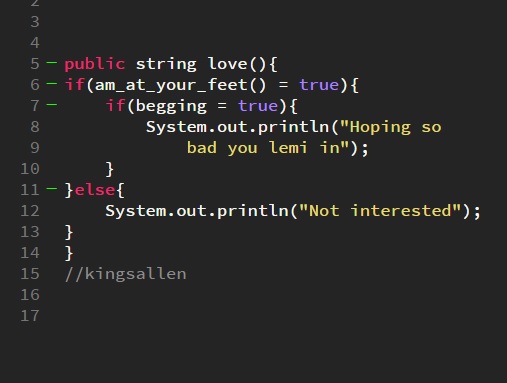 2
3
4
5 public string love(){
6 if(am_at_your_feet() = true){
7 if(begging = true){
8 System.out.println("Hoping so
9 bad you lemi in");
10 }
11 }else{
12 System.out.println("Not interested");
13 }
14 }
15 //kingsallen
16
17